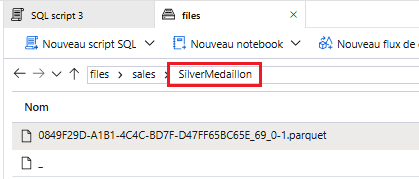 SQL script 3
files
Nouveau script SQL
Nouveau notebook
Nouveau flux de
files
sales
SilverMedaillon
Nom
0849F29D-A1B1-4C4C-BD7F-D47FF65BC65E_69_0-1.parquet
_